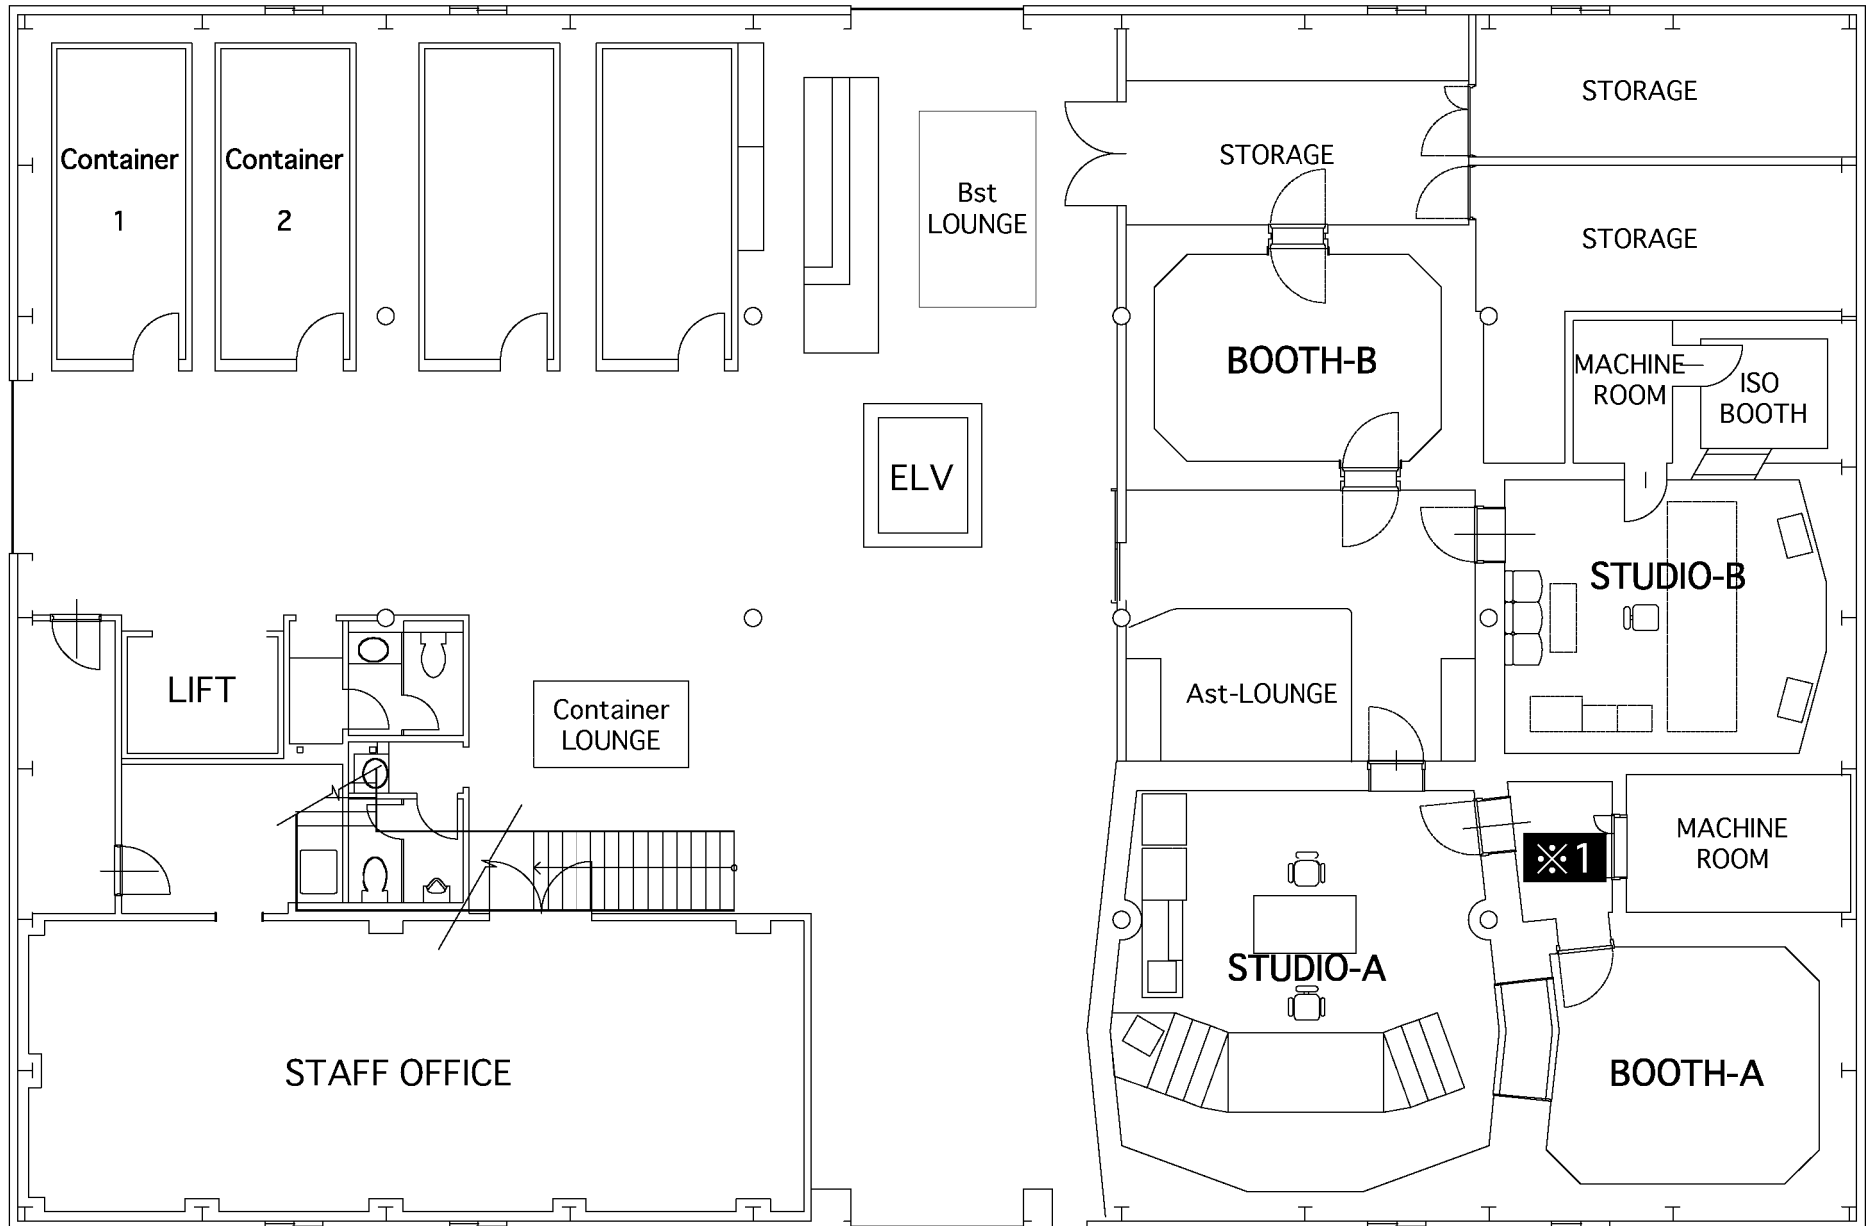 Container
1
Container
2
Bst
LOUNGE
STORAGE
STORAGE
STORAGE
BOOTH-B
MACHINE
ROOM
ISO
BOOTH
ELV
STUDIO-B
LIFT
Container
LOUNGE
Ast-LOUNGE
※1
MACHINE
ROOM
STUDIO-A
STAFF OFFICE
BOOTH-A